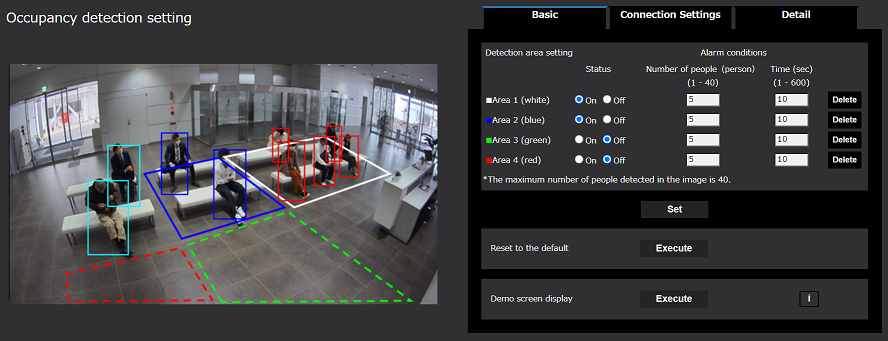 Occupancy detection setting
Basic
Connection Settings
Detail
Detection area setting
Alarm conditions
Status
Number of people (person)
Time (sec)
(1 - 40)
(1 - 600)
Area 1 (white) On Off 5 10 Delete
Area 2 (blue) On Off 5 10 Delete
Area 3 (green) On Off 5 10 Delete
Area 4 (red) On Off 5 10 Delete
*The maximum number of people detected in the image is 40.
Set
Reset to the default Execute
Demo screen display Execute i